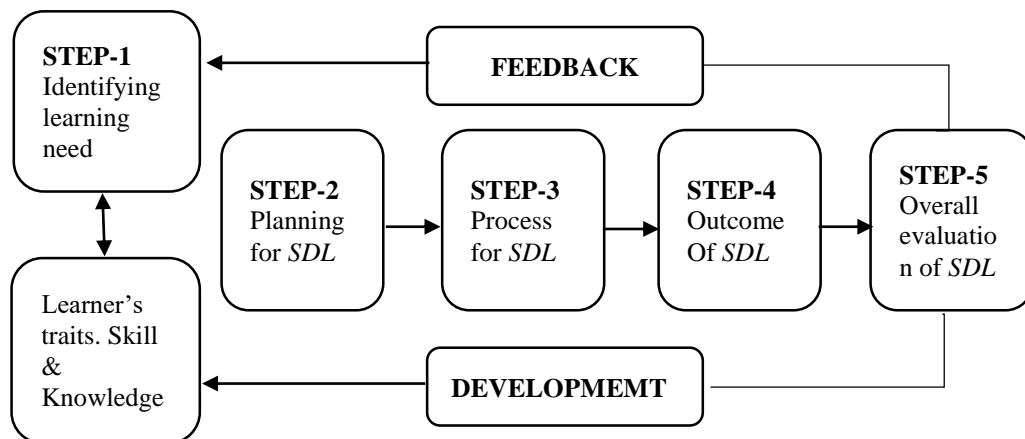 STEP-1
Identifying
learning
need
FEEDBACK
STEP-2
Planning
for SDL
STEP-3
Process
for SDL
STEP-4
Outcome
Of SDL
STEP-5
Overall
evaluatio
n of SDL
Learner’s
traits. Skill
&
Knowledge
DEVELOPMEMT